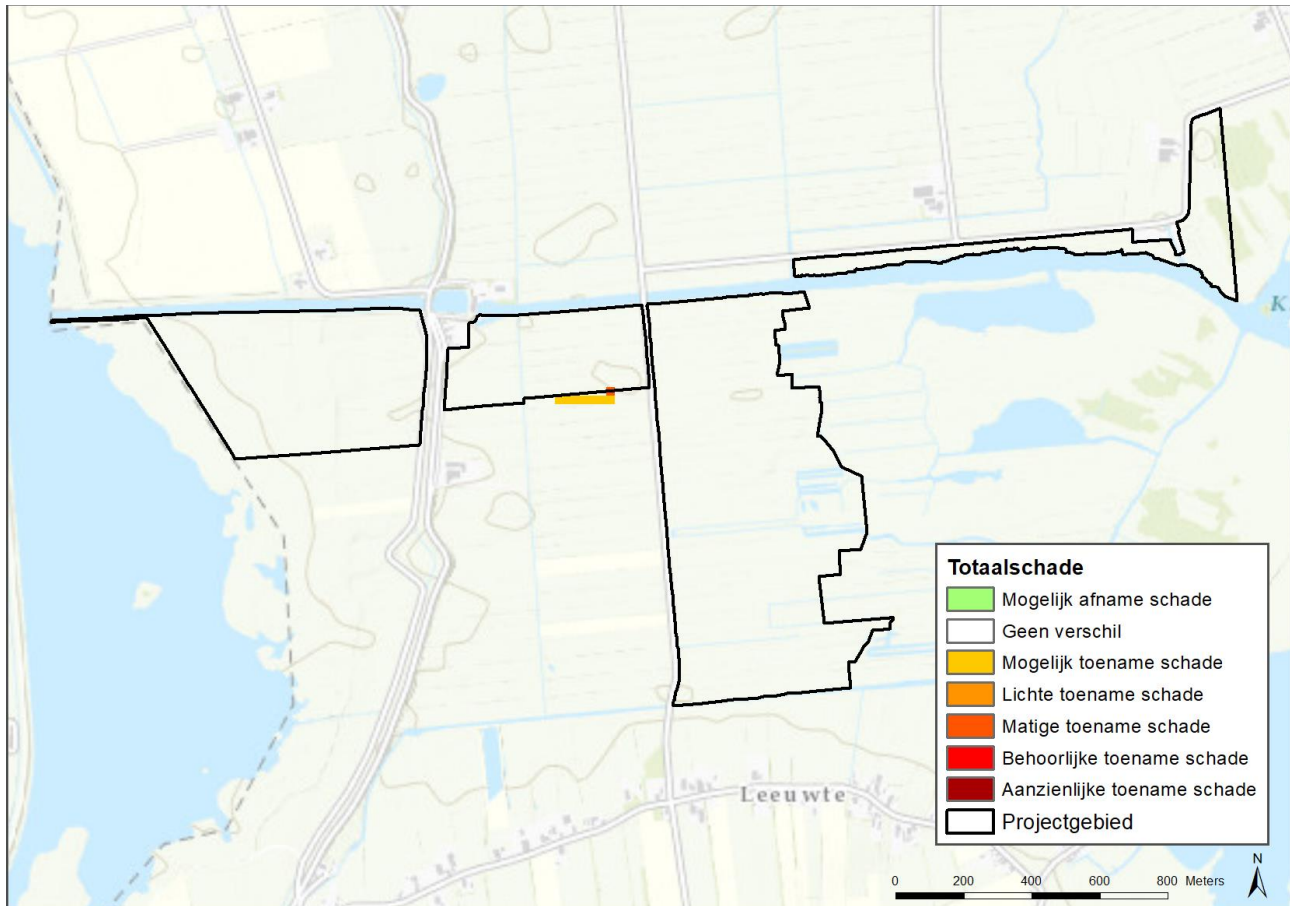 K
Leeuwte
Totaalschade
Mogelijk afname schade
Geen verschil
Mogelijk toename schade
Lichte toename schade
Matige toename schade
Behoorlijke toename schade
Aanzienlijke toename schade
Projectgebied
N
0 200 400 600 800 Meters